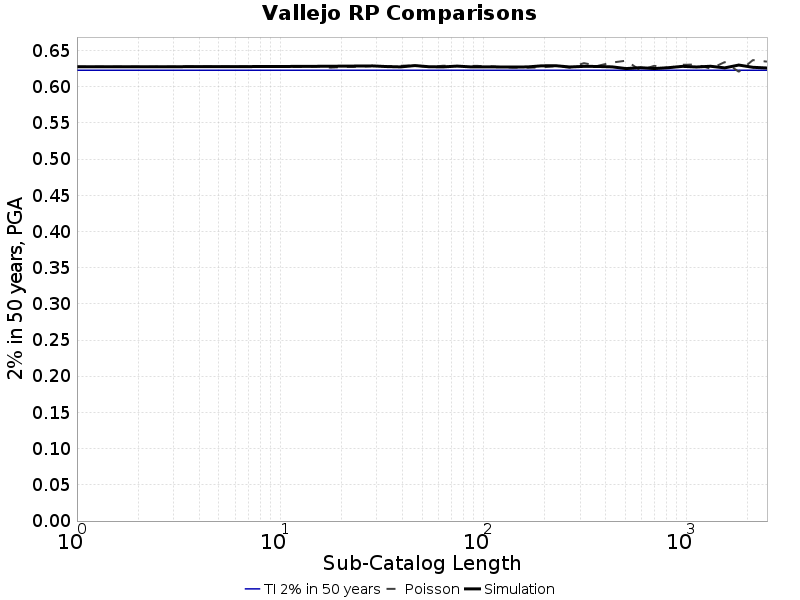 Vallejo RP Comparisons
2% in 50 years, PGA
0.65
0.60
0.55
0.50
0.45
0.40
0.35
0.30
0.25
0.20
0.15
0.10
0.05
0.00
10^0 10^1 10^2 10^3
Sub-Catalog Length
TI 2% in 50 years Poisson Simulation